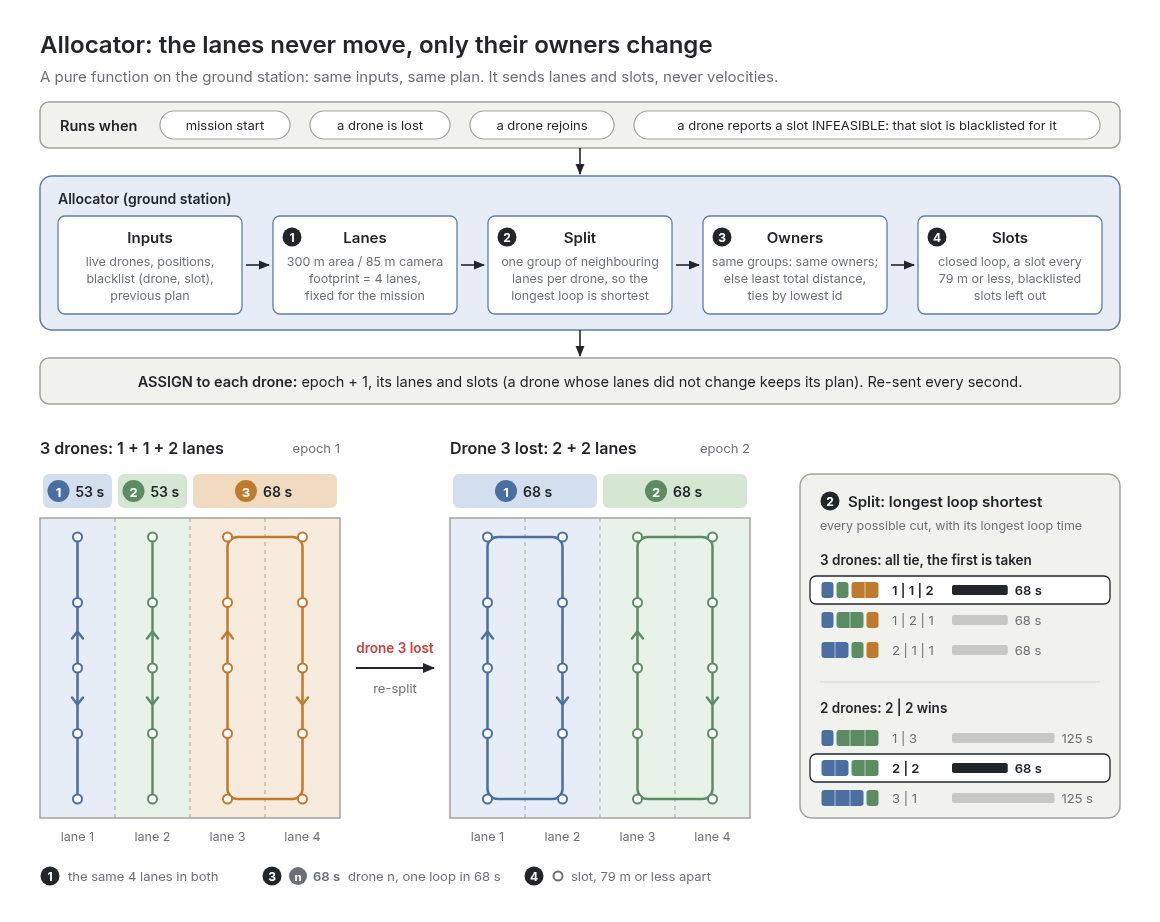 Allocator: the lanes never move, only their owners change
A pure function on the ground station: same inputs, same plan. It sends lanes and slots, never velocities.
Runs when
mission start
a drone is lost
a drone rejoins
a drone reports a slot INFEASIBLE: that slot is blacklisted for it
Allocator (ground station)
Inputs
live drones, positions,
blacklist (drone, slot),
previous plan
1 Lanes
300 m area / 85 m camera
footprint = 4 lanes,
fixed for the mission
2 Split
one group of neighbouring
lanes per drone, so the
longest loop is shortest
3 Owners
same groups: same owners;
else least total distance,
ties by lowest id
4 Slots
closed loop, a slot every
79 m or less, blacklisted
slots left out
ASSIGN to each drone: epoch + 1, its lanes and slots (a drone whose lanes did not change keeps its plan). Re-sent every second.
3 drones: 1 + 1 + 2 lanes
epoch 1
1 53 s
2 53 s
3 68 s
lane 1
lane 2
lane 3
lane 4
drone 3 lost
re-split
Drone 3 lost: 2 + 2 lanes
epoch 2
1 68 s
2 68 s
lane 1
lane 2
lane 3
lane 4
2 Split: longest loop shortest
every possible cut, with its longest loop time
3 drones: all tie, the first is taken
1 | 1 | 2 68 s
1 | 2 | 1 68 s
2 | 1 | 1 68 s
2 drones: 2 | 2 wins
1 | 3 125 s
2 | 2 68 s
3 | 1 125 s
1 the same 4 lanes in both
3 n 68 s drone n, one loop in 68 s
4 slot, 79 m or less apart